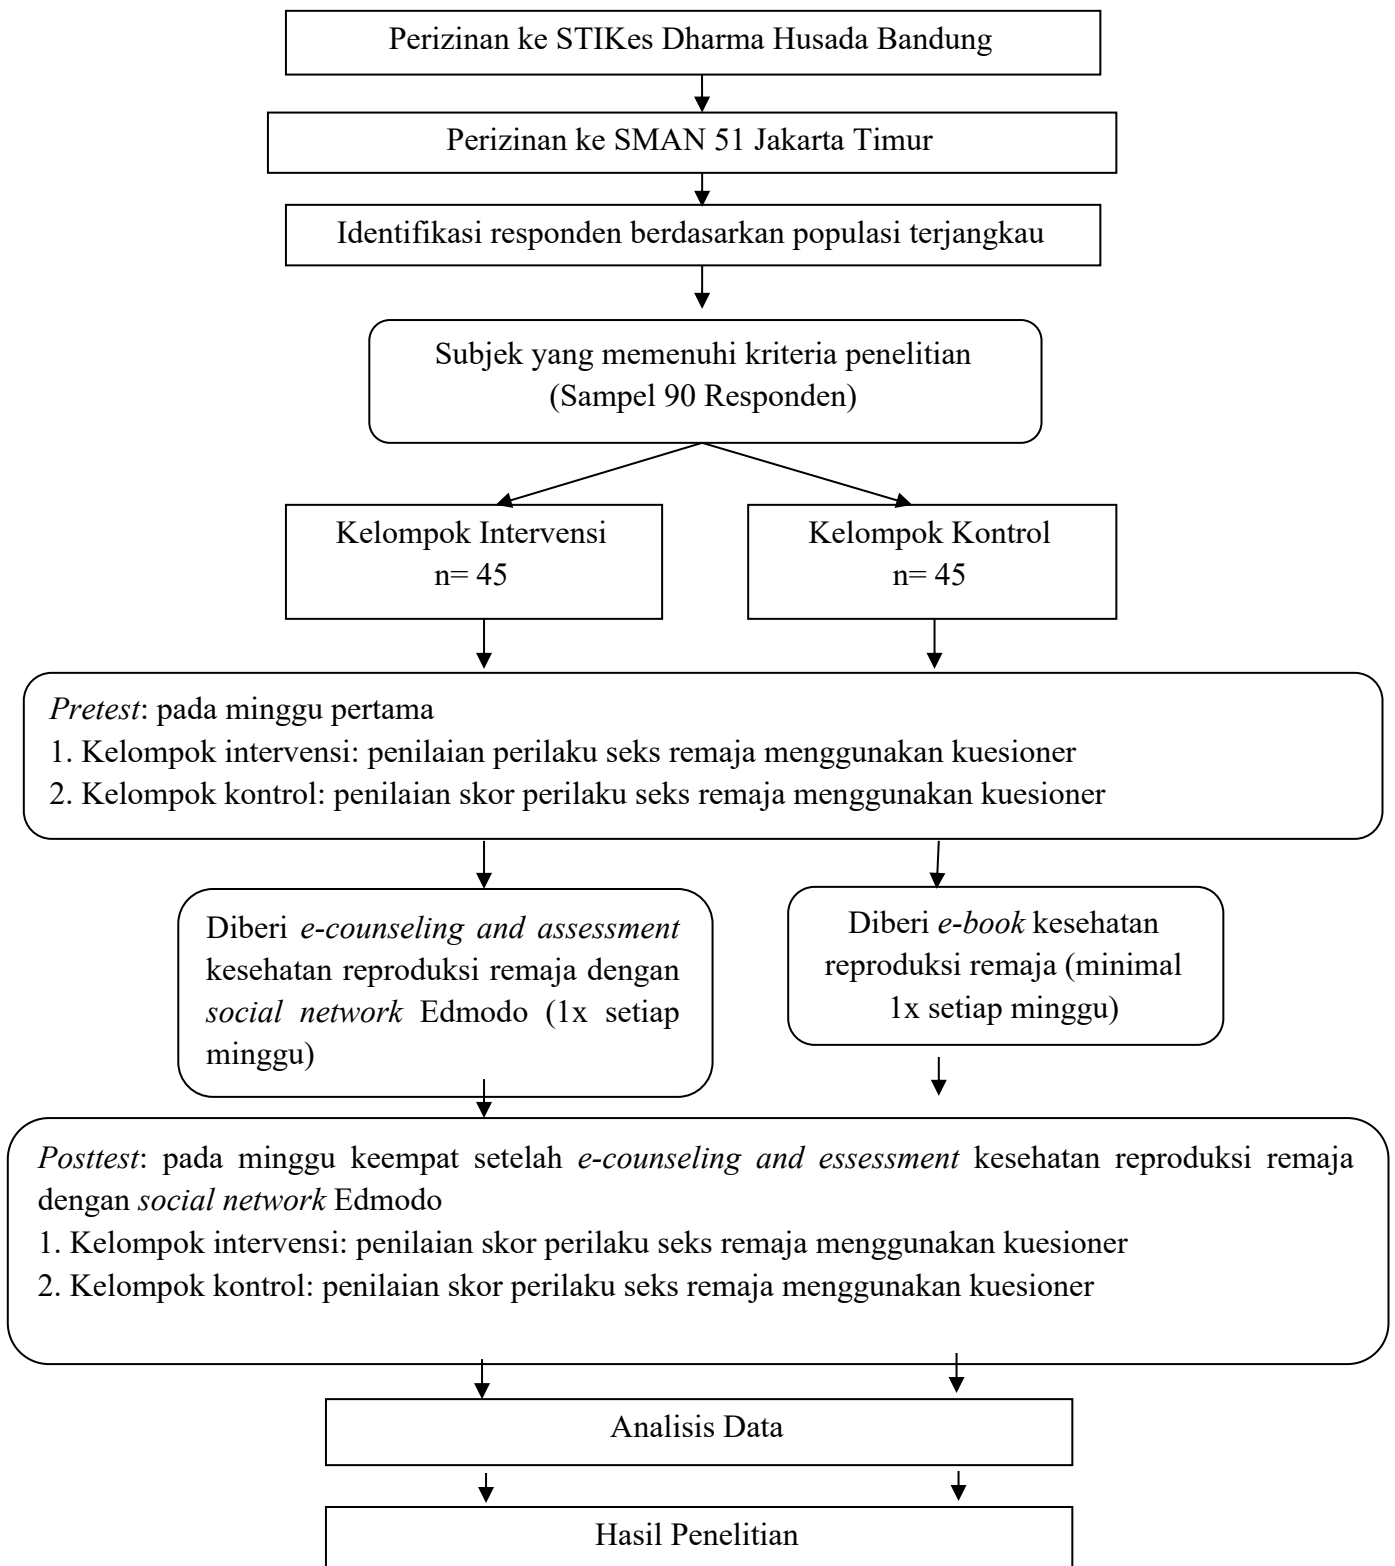 Perizinan ke STIKes Dharma Husada Bandung
Perizinan ke SMAN 51 Jakarta Timur
Identifikasi responden berdasarkan populasi terjangkau
Subjek yang memenuhi kriteria penelitian
(Sampel 90 Responden)
Kelompok Intervensi
n= 45
Kelompok Kontrol
n= 45
Pretest: pada minggu pertama
1. Kelompok intervensi: penilaian perilaku seks remaja menggunakan kuesioner
2. Kelompok kontrol: penilaian skor perilaku seks remaja menggunakan kuesioner
Diberi e-counseling and assessment
kesehatan reproduksi remaja dengan
social network Edmodo (1x setiap
minggu)
Diberi e-book kesehatan
reproduksi remaja (minimal
1x setiap minggu)
Posttest: pada minggu keempat setelah e-counseling and essessment kesehatan reproduksi remaja
dengan social network Edmodo
1. Kelompok intervensi: penilaian skor perilaku seks remaja menggunakan kuesioner
2. Kelompok kontrol: penilaian skor perilaku seks remaja menggunakan kuesioner
Analisis Data
Hasil Penelitian